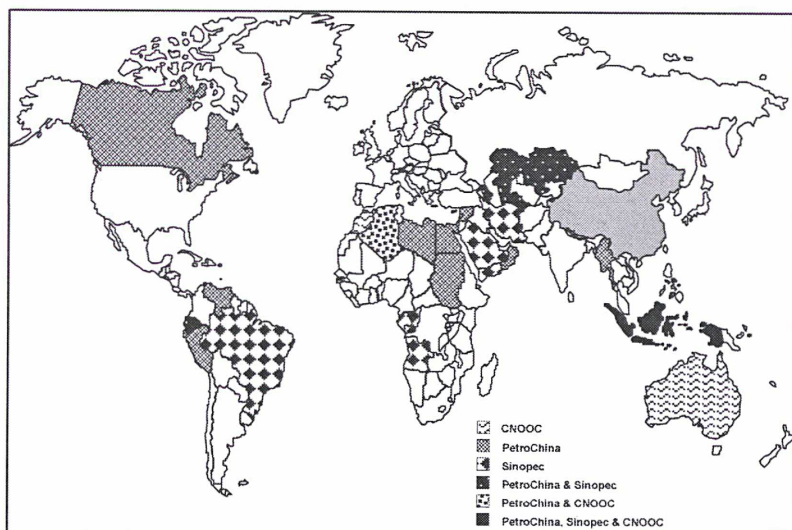 CNOOC
PetroChina
Sinopec
PetroChina & Sinopec
PetroChina & CNOOC
PetroChina, Sinopec & CNOOC